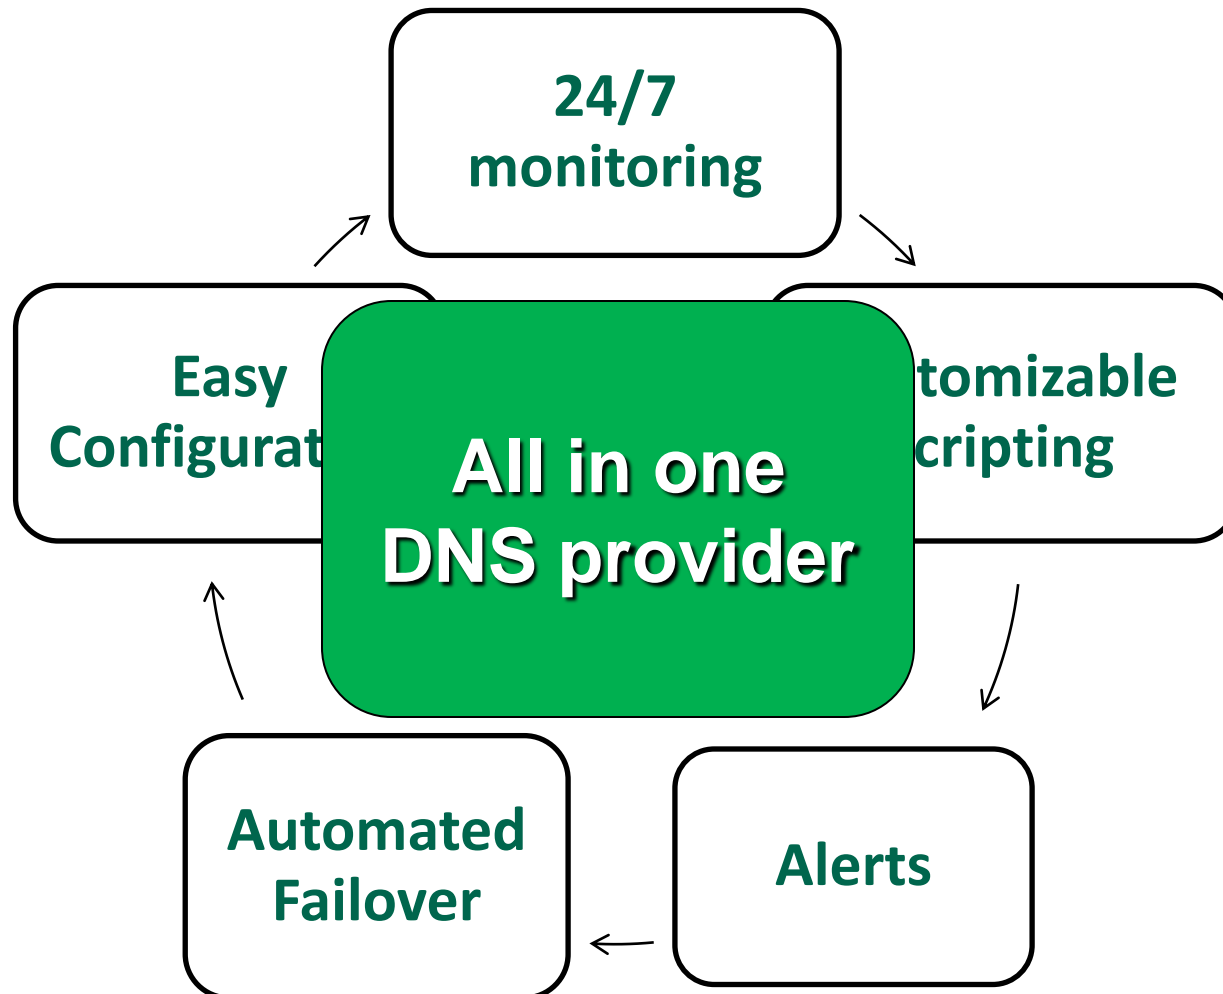 24/7
monitoring
Easy
Configurat
tomizable
cripting
All in one
DNS provider
Automated
Failover
Alerts